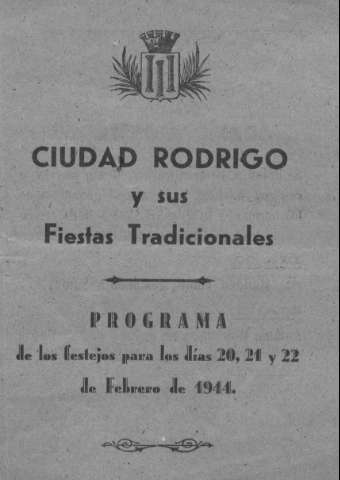 CIUDAD RODRIGO
y sus
Fiestas Tradicionales
PROGRAMA
de los festejos para los días 20, 21 y 22
de Febrero de 1944.